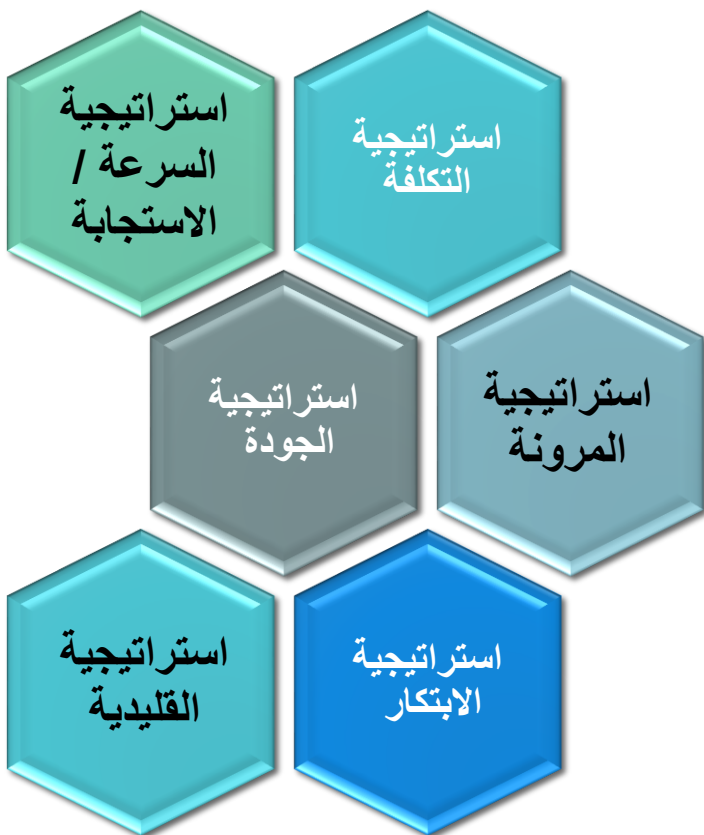 استراتيجية
التكلفة
استراتيجية
السرعة /
الاستجابة
استراتيجية
المرونة
استراتيجية
الجودة
استراتيجية
الابتكار
استراتيجية
القليدية